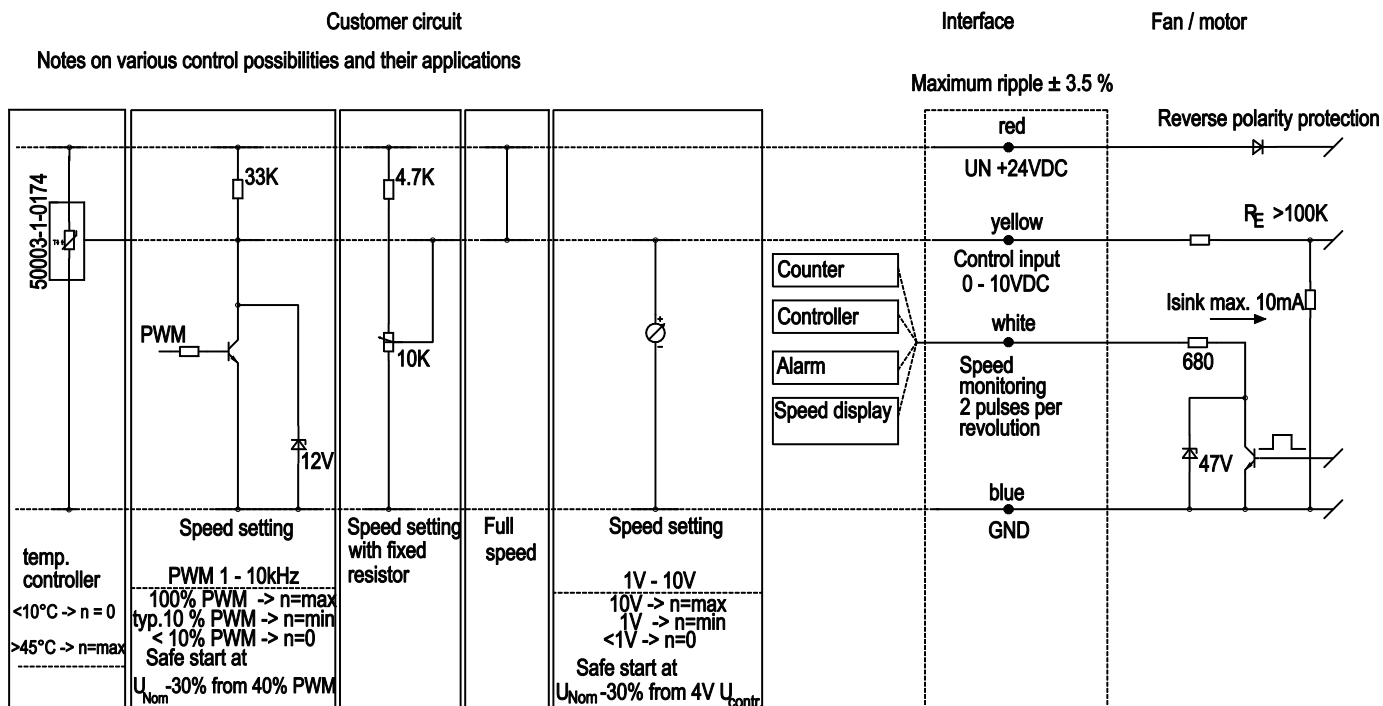 Customer circuit
Interface
Fan / motor
Notes on various control possibilities and their applications
Maximum ripple ± 3.5 %
red
Reverse polarity protection
UN +24VDC
50003-1-0174
33K
4.7K
yellow
RE >100K
Control input
0 - 10VDC
Counter
Controller
Alarm
Speed display
Isink max. 10mA
white
PWM
10K
680
Speed
monitoring
2 pulses per
revolution
12V
47V
blue
GND
temp.
controller
<10°C -> n = 0
>45°C -> n=max
Speed setting
PWM 1 - 10kHz
100% PWM -> n=max
typ.10 % PWM -> n=min
< 10% PWM -> n=0
Safe start at
UNom -30% from 40% PWM
Speed setting
with fixed
resistor
Full
speed
Speed setting
1V - 10V
10V -> n=max
1V -> n=min
<1V -> n=0
Safe start at
UNom -30% from 4V Ucontr.